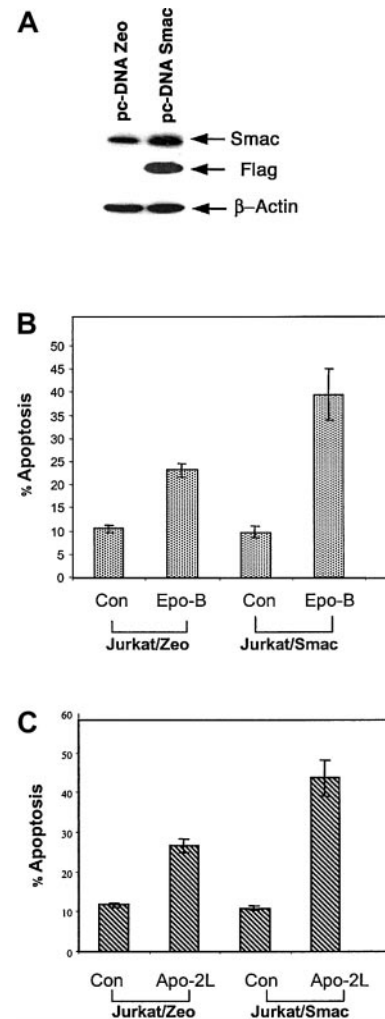 A
pc-DNA Zeo
pc-DNA Smac
Smac
Flag
β–Actin
B
% Apoptosis
50
45
40
35
30
25
20
15
10
5
0
Con Epo-B Con Epo-B
Jurkat/Zeo Jurkat/Smac
C
% Apoptosis
60
50
40
30
20
10
0
Con Apo-2L Con Apo-2L
Jurkat/Zeo Jurkat/Smac